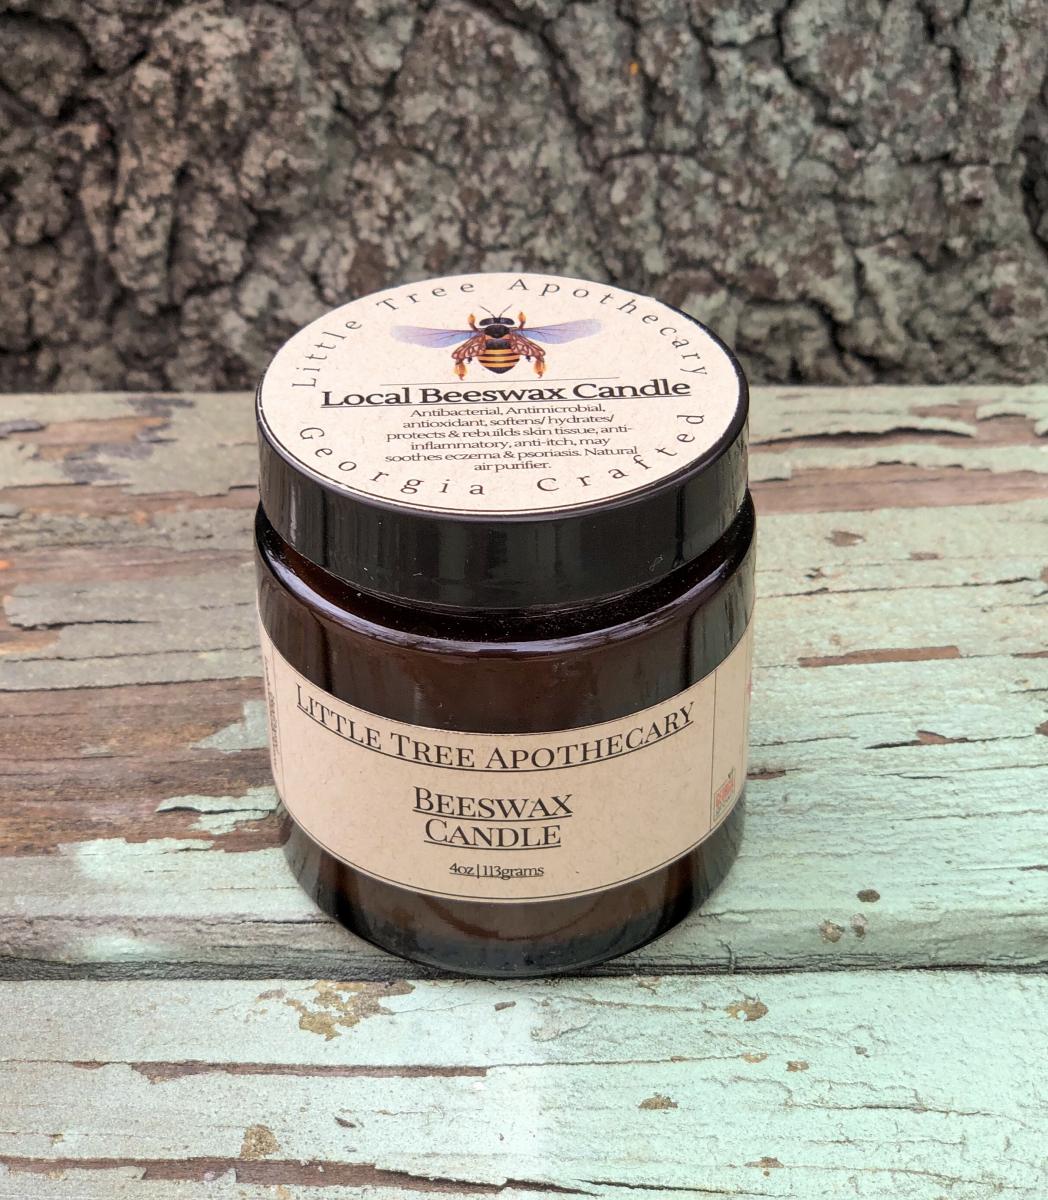 Little Tree Apothecary
Local Beeswax Candle
Antibacterial, Antimicrobial,
antioxidant, softens/ hydrates/
protects & rebuilds skin tissue, anti-
inflammatory, anti-itch, may
soothes eczema & psoriasis. Natural
air purifier.
Georgia Crafted
LITTLE TREE APOTHECARY
BEESWAX
CANDLE
4oz | 113grams